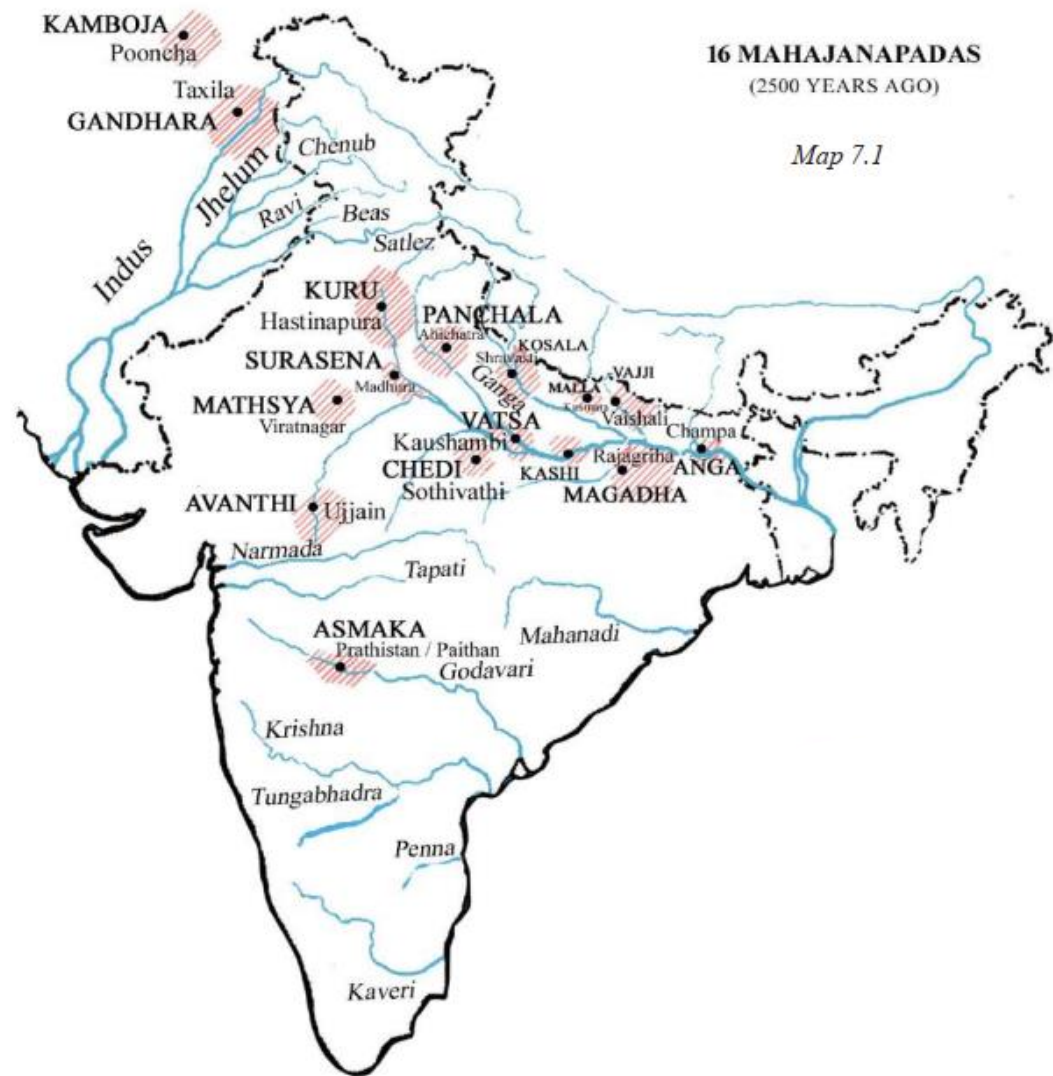 KAMBOJA
Pooncha
16 MAHAJANAPADAS
(2500 YEARS AGO)
Map 7.1
Taxila
GANDHARA
Chenub
Jhelum
Ravi
Beas
Satlez
Indus
KURU
Hastinapura
PANCHALA
Ahichatra
KOSALA
Shravasti
SURASENA
Madhura
Ganga
MALLA
VAJJI
Vaishali
MATHSYA
Viratnagar
VATSA
Kaushambi
Champa
CHEDI
Sothivathi
KASHI
Rajagriha
ANGA
MAGADHA
AVANTHI
Ujjain
Narmada
Tapati
ASMAKA
Prathistan / Paithan
Mahanadi
Godavari
Krishna
Tungabhadra
Penna
Kaveri